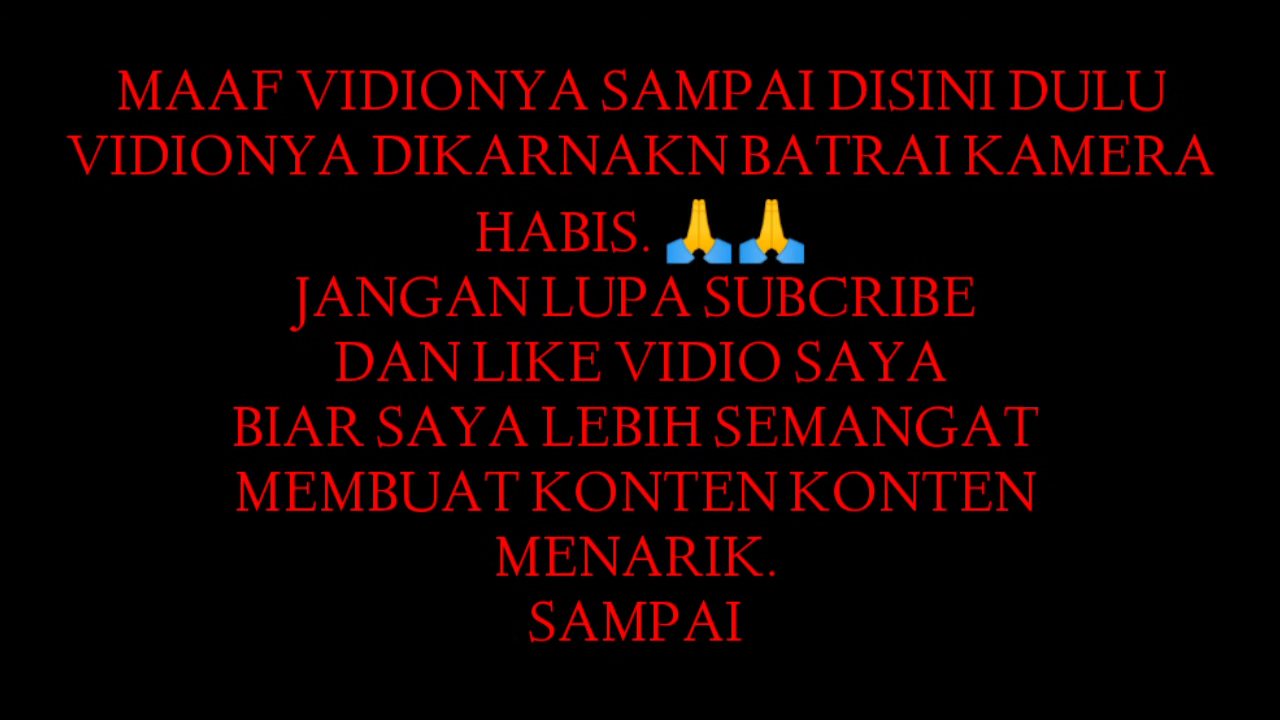 MAAF VIDIONYA SAMPAI DISINI DULU
VIDIONYA DIKARNAKN BATRAI KAMERA
HABIS. 🙏🙏
JANGAN LUPA SUBCRIBE
DAN LIKE VIDIO SAYA
BIAR SAYA LEBIH SEMANGAT
MEMBUAT KONTEN KONTEN
MENARIK.
SAMPAI